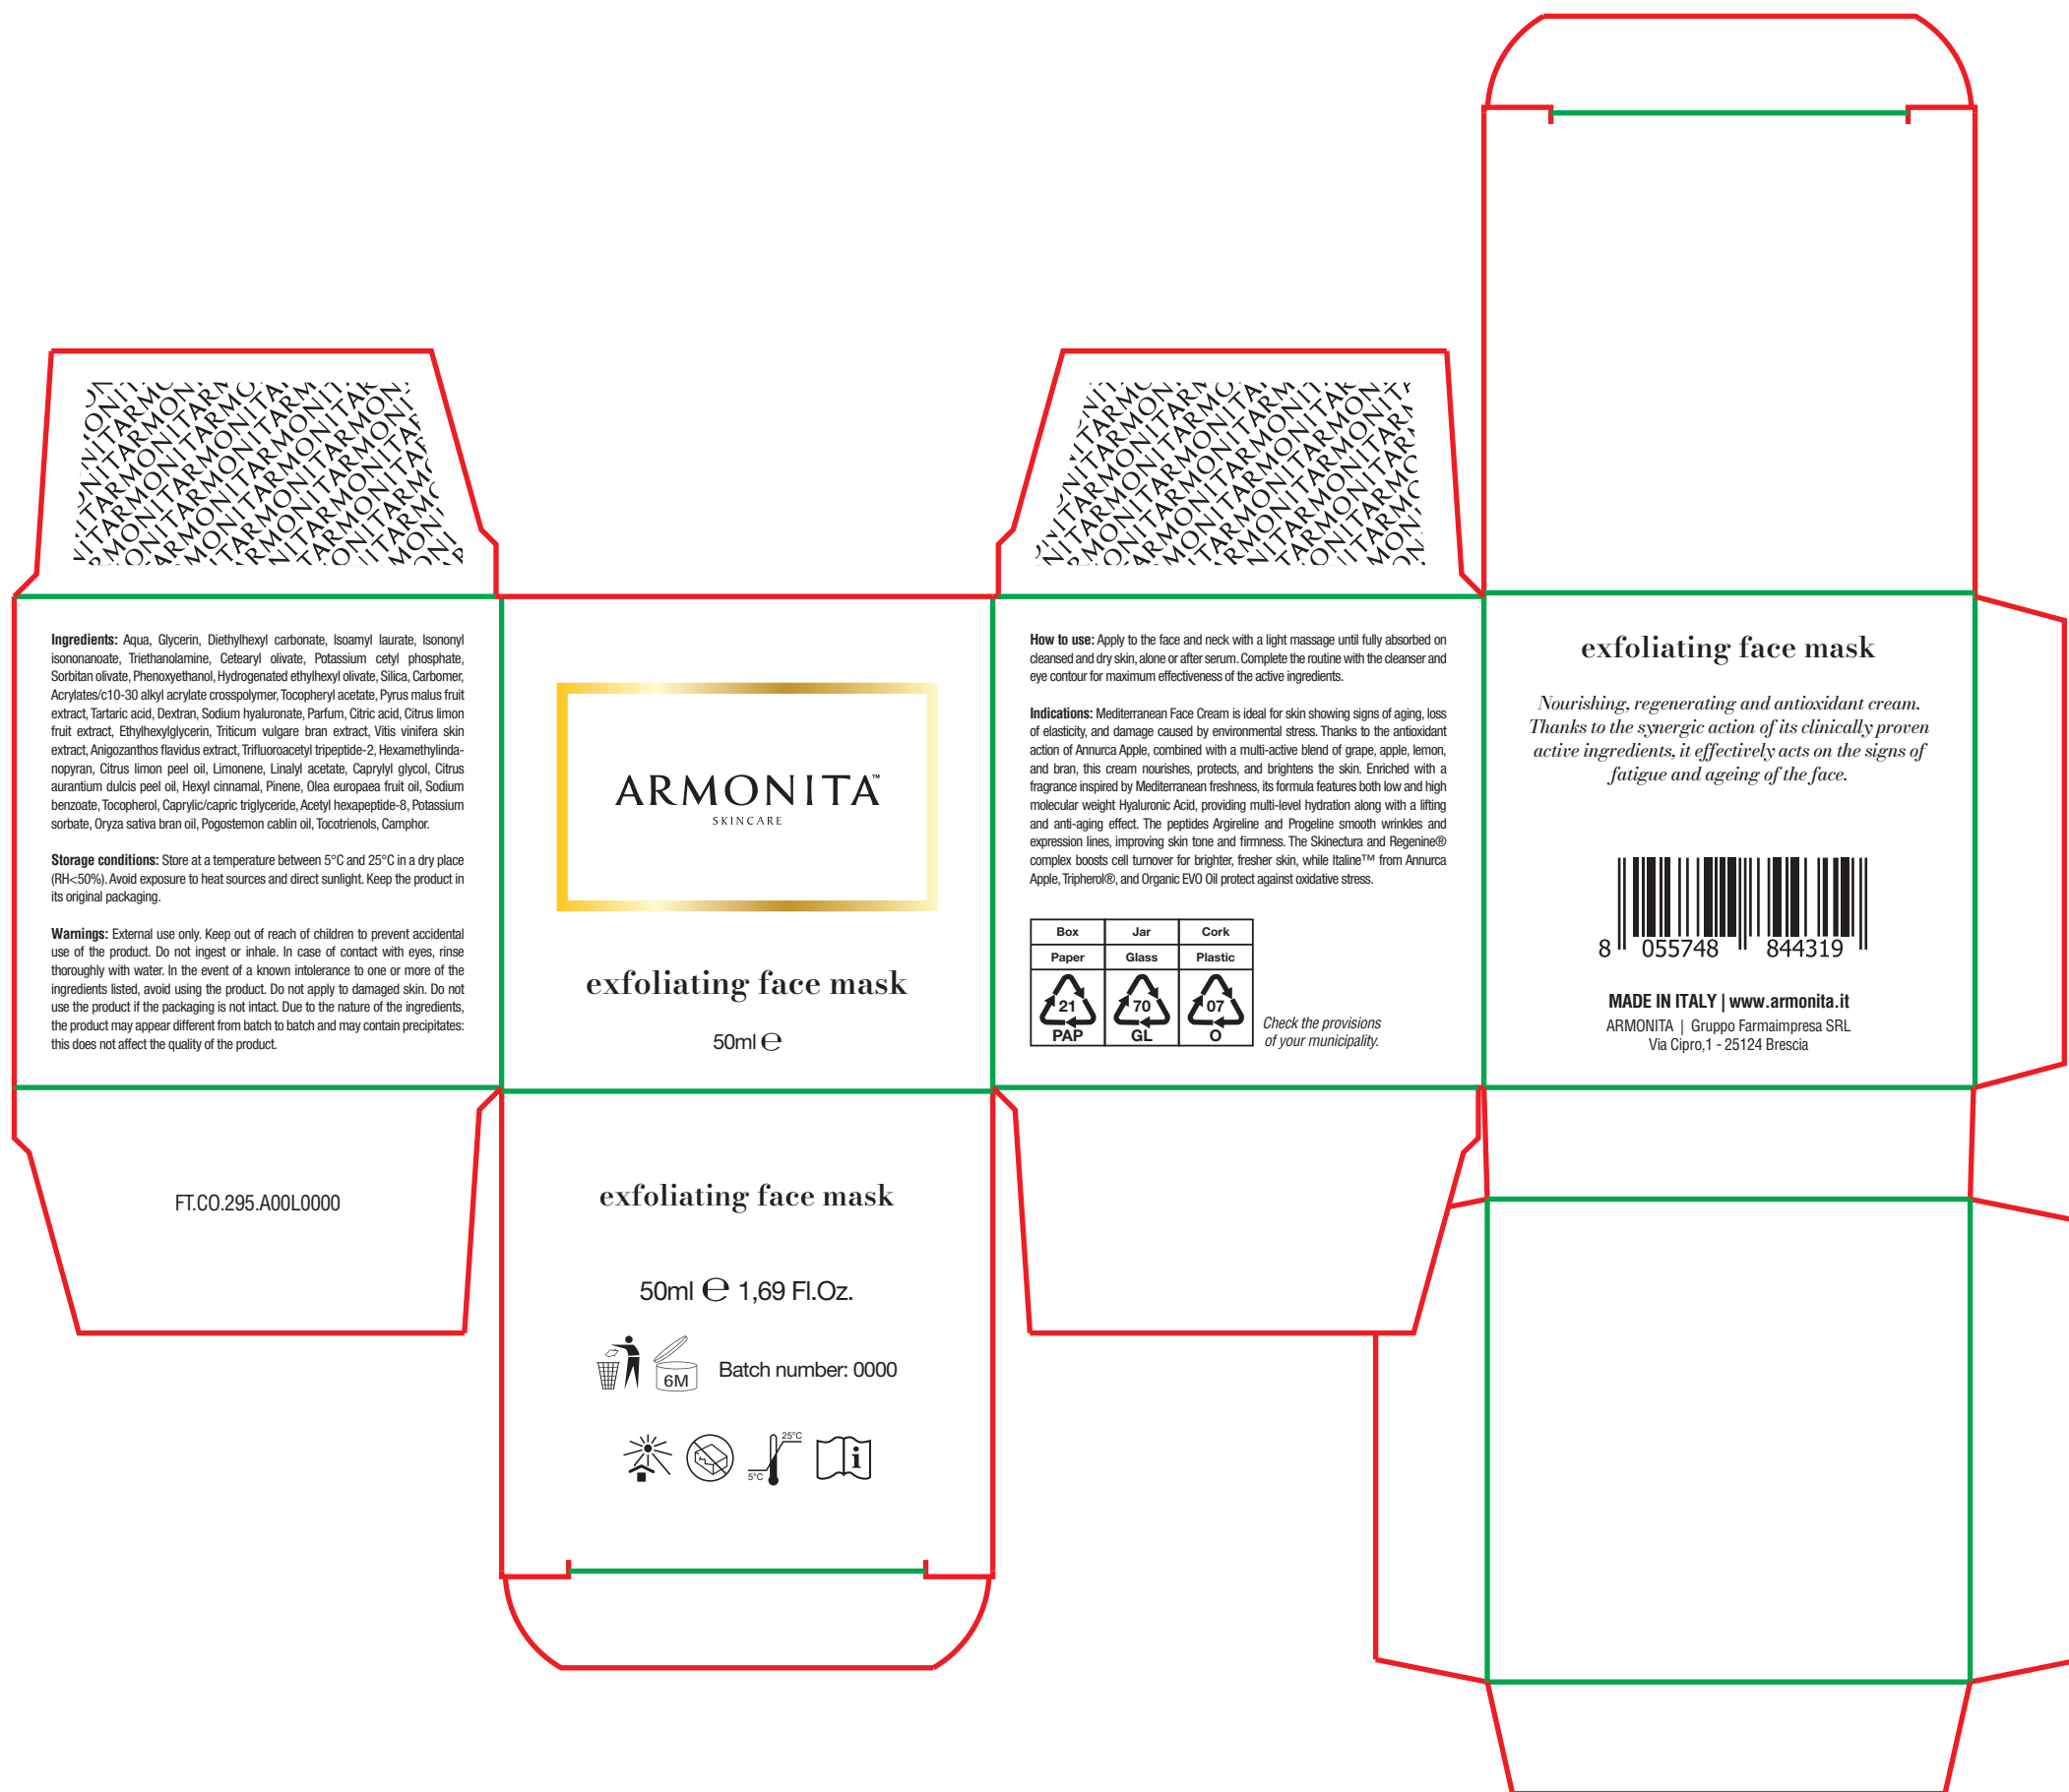 Ingredients: Aqua, Glycerin, Diethylhexyl carbonate, Isoamyl laurate, Isononyl
isononanoate, Triethanolamine, Cetearyl olivate, Potassium cetyl phosphate,
Sorbitan olivate, Phenoxyethanol, Hydrogenated ethylhexyl olivate, Silica, Carbomer,
Acrylates/c10-30 alkyl acrylate crosspolymer, Tocopheryl acetate, Pyrus malus fruit
extract, Tartaric acid, Dextran, Sodium hyaluronate, Parfum, Citric acid, Citrus limon
fruit extract, Ethylhexylglycerin, Triticum vulgare bran extract, Vitis vinifera skin
extract, Anigozanthos flavidus extract, Trifluoroacetyl tripeptide-2, Hexamethylinda-
nopyran, Citrus limon peel oil, Limonene, Linalyl acetate, Caprylyl glycol, Citrus
aurantium dulcis peel oil, Hexyl cinnamal, Pinene, Olea europaea fruit oil, Sodium
benzoate, Tocopherol, Caprylic/capric triglyceride, Acetyl hexapeptide-8, Potassium
sorbate, Oryza sativa bran oil, Pogostemon cablin oil, Tocotrienols, Camphor.
Storage conditions: Store at a temperature between 5°C and 25°C in a dry place
(RH<50%). Avoid exposure to heat sources and direct sunlight. Keep the product in
its original packaging.
Warnings: External use only. Keep out of reach of children to prevent accidental
use of the product. Do not ingest or inhale. In case of contact with eyes, rinse
thoroughly with water. In the event of a known intolerance to one or more of the
ingredients listed, avoid using the product. Do not apply to damaged skin. Do not
use the product if the packaging is not intact. Due to the nature of the ingredients,
the product may appear different from batch to batch and may contain precipitates:
this does not affect the quality of the product.
FT.CO.295.A00L0000
ARMONITA™
SKINCARE
exfoliating face mask
50ml ℮
exfoliating face mask
50ml ℮ 1,69 Fl.Oz.
6M
Batch number: 0000
25°C
5°C
i
How to use: Apply to the face and neck with a light massage until fully absorbed on
cleansed and dry skin, alone or after serum. Complete the routine with the cleanser and
eye contour for maximum effectiveness of the active ingredients.
Indications: Mediterranean Face Cream is ideal for skin showing signs of aging, loss
of elasticity, and damage caused by environmental stress. Thanks to the antioxidant
action of Annurca Apple, combined with a multi-active blend of grape, apple, lemon,
and bran, this cream nourishes, protects, and brightens the skin. Enriched with a
fragrance inspired by Mediterranean freshness, its formula features both low and high
molecular weight Hyaluronic Acid, providing multi-level hydration along with a lifting
and anti-aging effect. The peptides Argireline and Progeline smooth wrinkles and
expression lines, improving skin tone and firmness. The Skinectura and Regenine®
complex boosts cell turnover for brighter, fresher skin, while Italine™ from Annurca
Apple, Tripherol®, and Organic EVO Oil protect against oxidative stress.
Box Jar Cork
Paper Glass Plastic
21 70 07
PAP GL O
Check the provisions
of your municipality.
exfoliating face mask
Nourishing, regenerating and antioxidant cream.
Thanks to the synergic action of its clinically proven
active ingredients, it effectively acts on the signs of
fatigue and ageing of the face.
8 055748 844319
MADE IN ITALY | www.armonita.it
ARMONITA | Gruppo Farmaimpresa SRL
Via Cipro,1 - 25124 Brescia